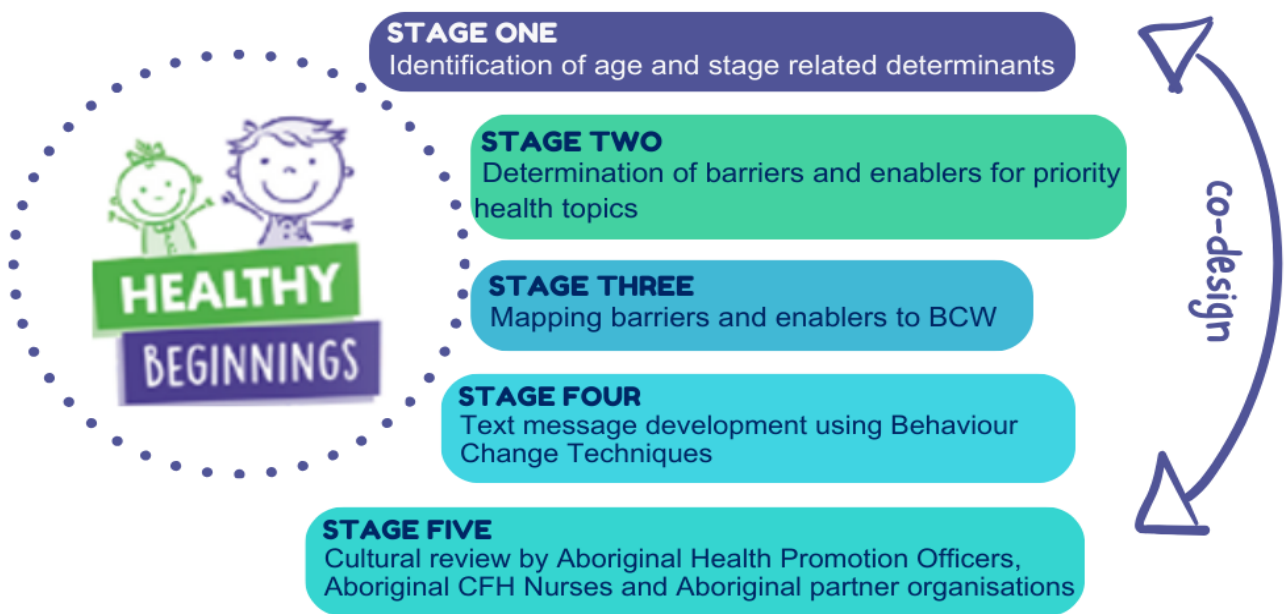 STAGE ONE
Identification of age and stage related determinants
STAGE TWO
Determination of barriers and enablers for priority
health topics
HEALTHY
BEGINNINGS
STAGE THREE
Mapping barriers and enablers to BCW
STAGE FOUR
Text message development using Behaviour
Change Techniques
STAGE FIVE
Cultural review by Aboriginal Health Promotion Officers,
Aboriginal CFH Nurses and Aboriginal partner organisations
co-design